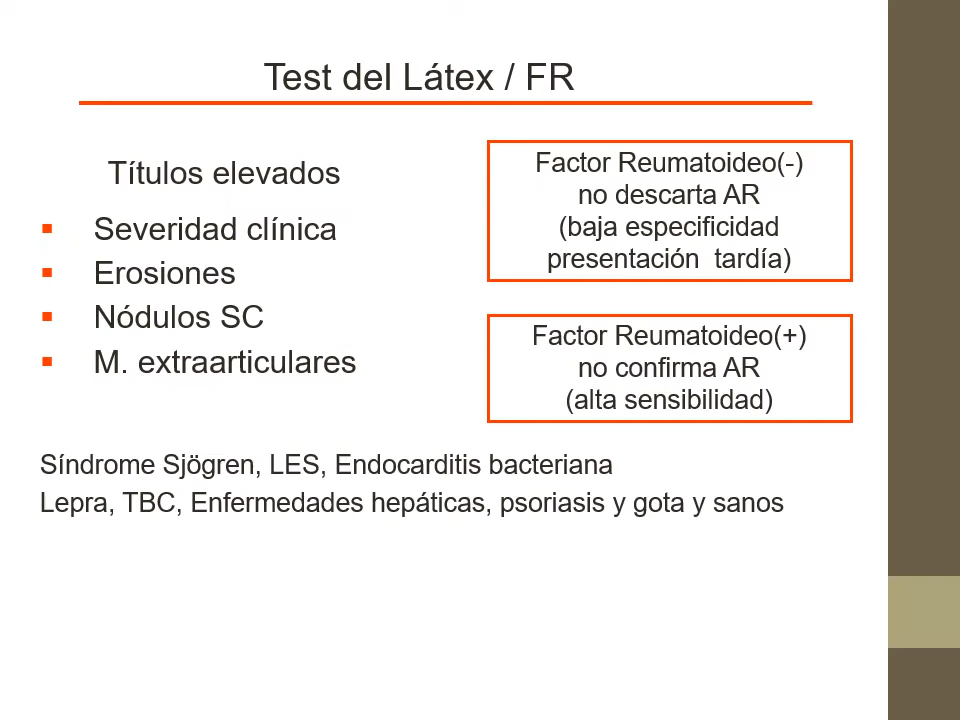 Test del Látex / FR
Títulos elevados
▪ Severidad clínica
▪ Erosiones
▪ Nódulos SC
▪ M. extraarticulares
Factor Reumatoideo(-)
no descarta AR
(baja especificidad
presentación tardía)
Factor Reumatoideo(+)
no confirma AR
(alta sensibilidad)
Síndrome Sjögren, LES, Endocarditis bacteriana
Lepra, TBC, Enfermedades hepáticas, psoriasis y gota y sanos